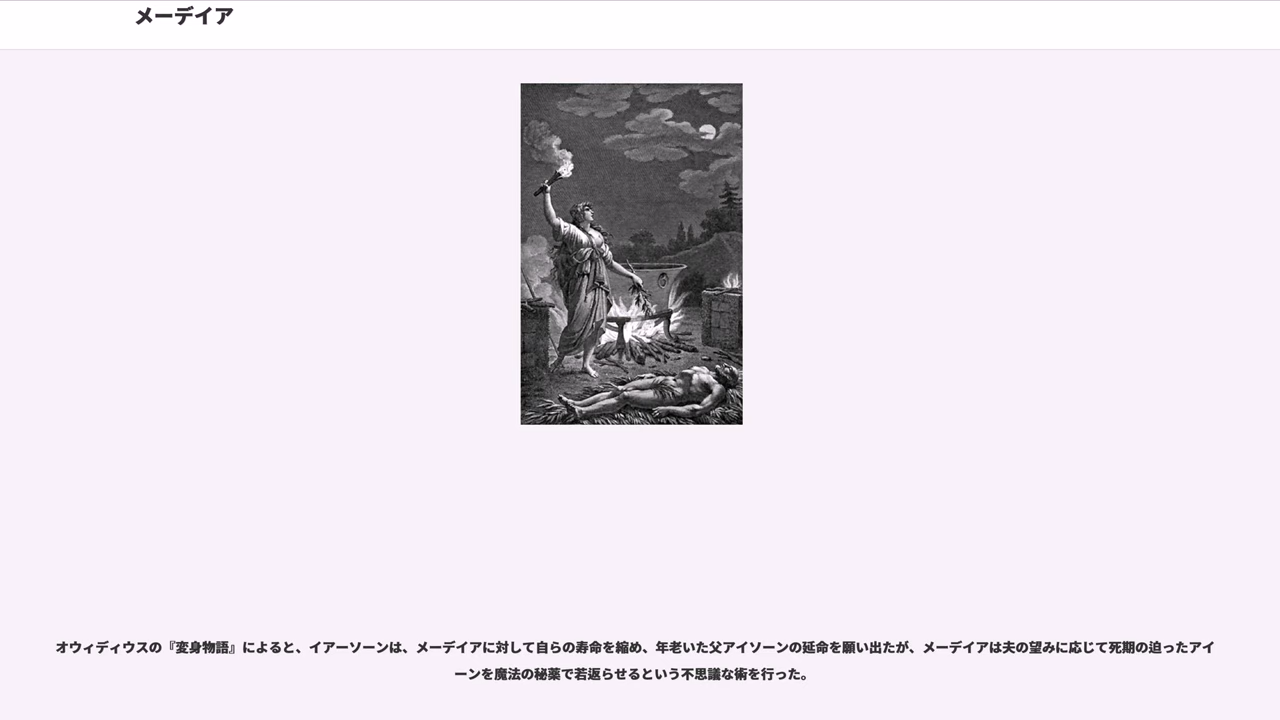 メーデイア
オウィディウスの『変身物語』によると、イアーソーンは、メーデイアに対して自らの寿命を縮め、年老いた父アイソーンの延命を願い出たが、メーデイアは夫の望みに応じて死期の迫ったアイ
ーンを魔法の秘薬で若返らせるという不思議な術を行った。